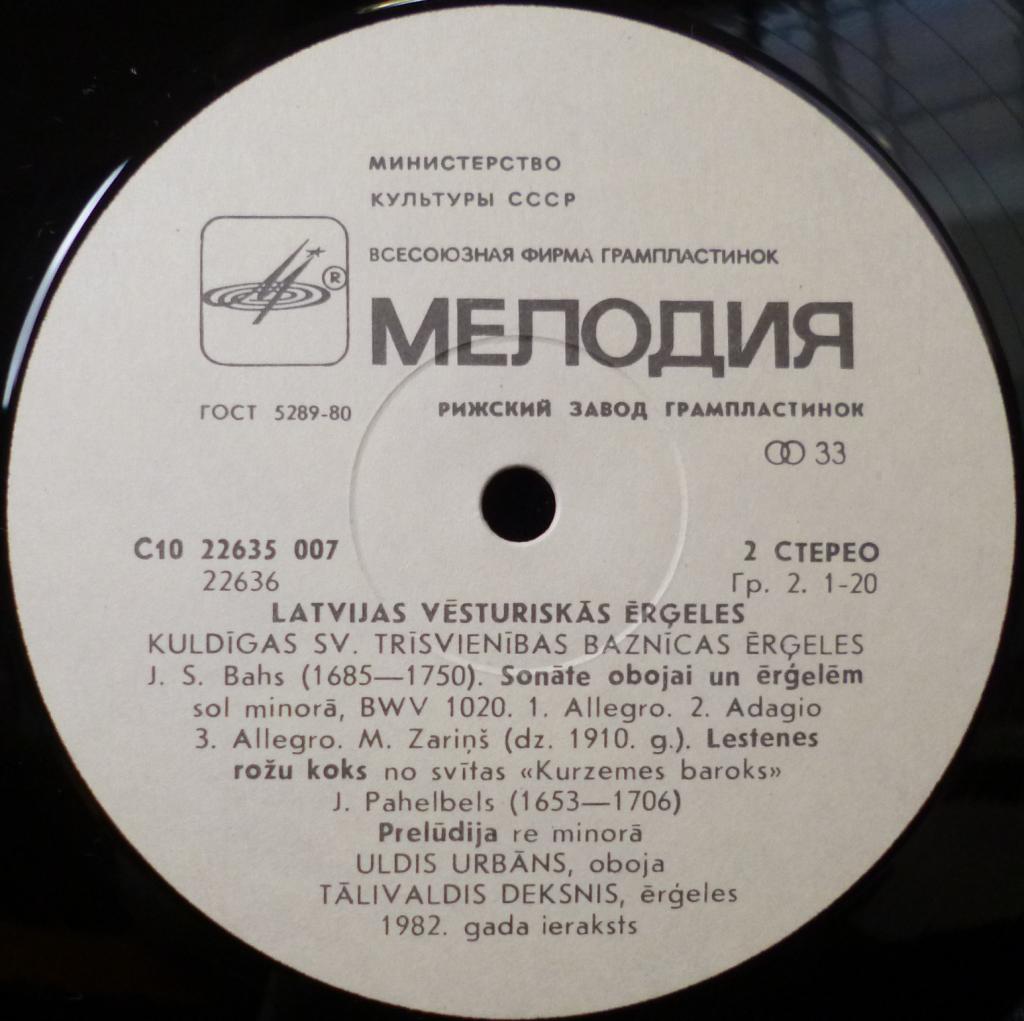 МИНИСТЕРСТВО
КУЛЬТУРЫ СССР
ВСЕСОЮЗНАЯ ФИРМА ГРАМПЛАСТИНОК
®
МЕЛОДИЯ
ГОСТ 5289-80
РИЖСКИЙ ЗАВОД ГРАМПЛАСТИНОК
33
С10 22635 007
2 СТЕРЕО
22636
Гр. 2. 1-20
LATVIJAS VĒSTURISKĀS ĒRĢELES
KULDĪGAS SV. TRĪSVIENĪBAS BAZNĪCAS ĒRĢELES
J. S. Bahs (1685—1750). Sonāte obojai un ērģelēm
sol minorā, BWV 1020. 1. Allegro. 2. Adagio
3. Allegro. M. Zariņš (dz. 1910. g.). Lestenes
rožu koks no svītas «Kurzemes baroks»
J. Pahelbels (1653—1706)
Prelūdija re minorā
ULDIS URBĀNS, oboja
TĀLIVALDIS DEKSNIS, ērģeles
1982. gada ieraksts